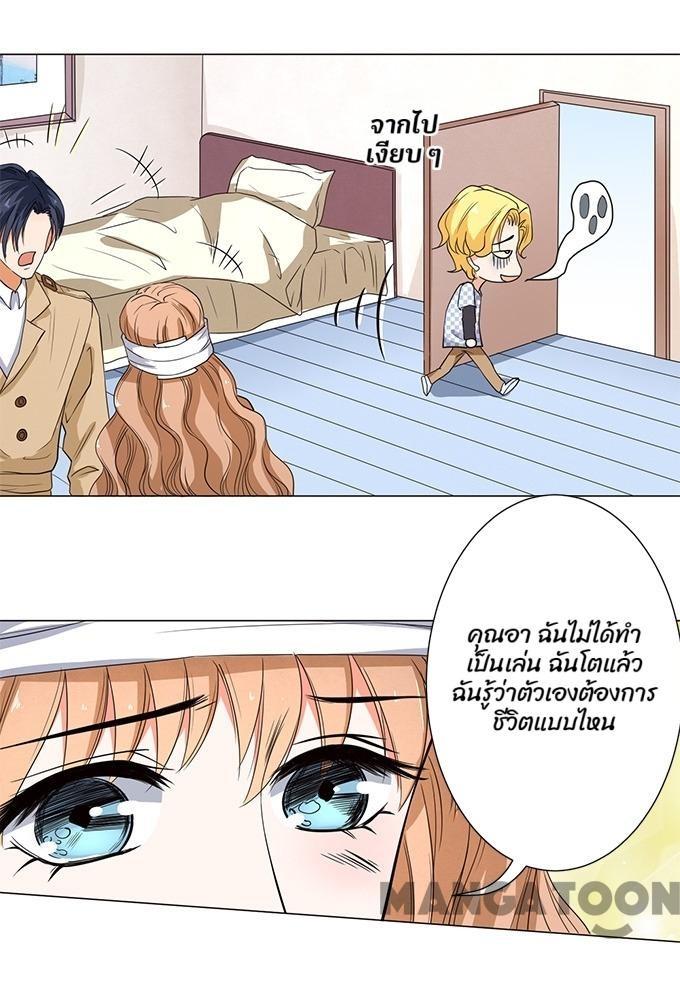 จากไป
เงียบ ๆ
คุณอา ฉันไม่ได้ทำ
เป็นเล่น ฉันโตแล้ว
ฉันรู้ว่าตัวเองต้องการ
ชีวิตแบบไหน
MANGATOON